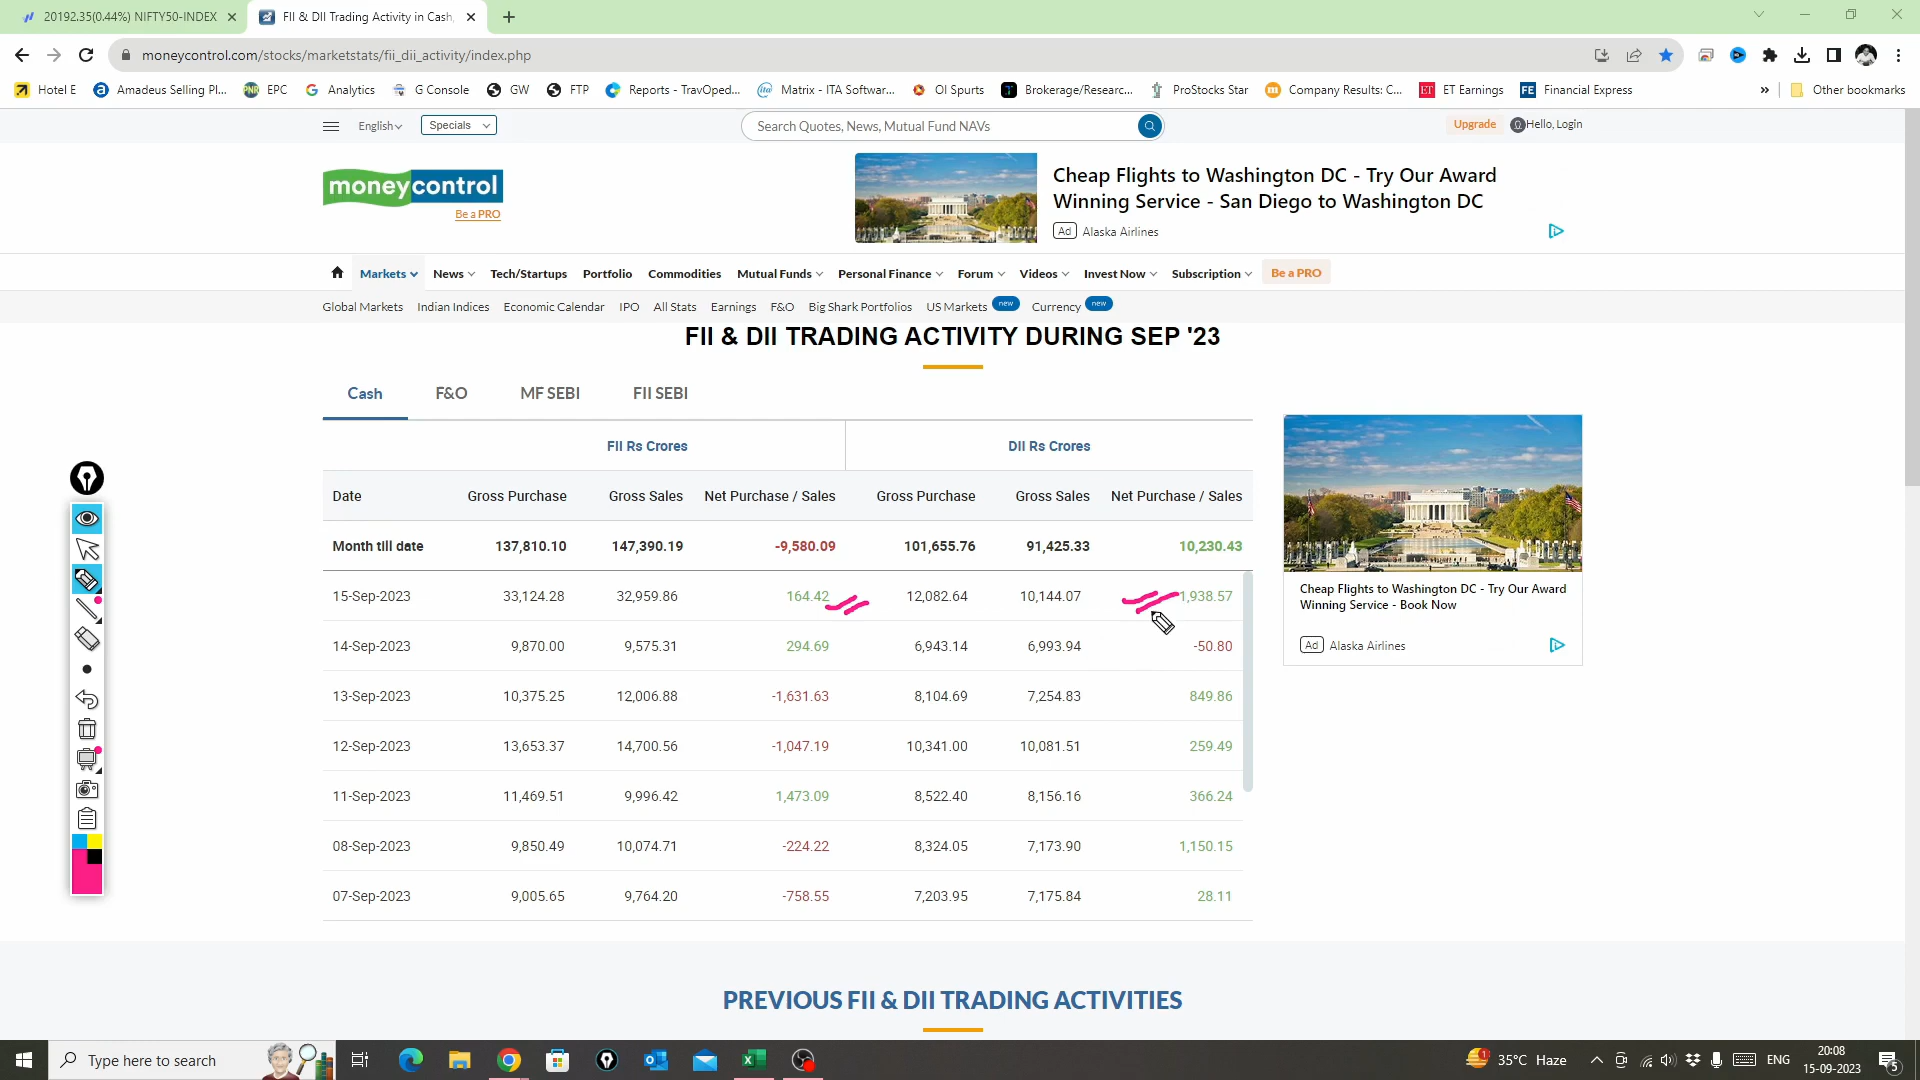 20192.35(0.44%) NIFTY50-INDEX
FII & DII Trading Activity in Cash,
moneycontrol.com/stocks/marketstats/fii_dii_activity/index.php
Hotel E Amadeus Selling Pl... EPC Analytics G Console GW FTP Reports - TravOped... Matrix - ITA Softwar... OI Spurts Brokerage/Researc... ProStocks Star Company Results: C... ET Earnings Financial Express » Other bookmarks
English Specials Search Quotes, News, Mutual Fund NAVs Upgrade Hello, Login
moneycontrol
Be a PRO
Cheap Flights to Washington DC - Try Our Award
Winning Service - San Diego to Washington DC
Ad Alaska Airlines
Markets News Tech/Startups Portfolio Commodities Mutual Funds Personal Finance Forum Videos Invest Now Subscription Be a PRO
Global Markets Indian Indices Economic Calendar IPO All Stats Earnings F&O Big Shark Portfolios US Markets new Currency new
FII & DII TRADING ACTIVITY DURING SEP '23
Cash F&O MF SEBI FII SEBI
FII Rs Crores DII Rs Crores
Date Gross Purchase Gross Sales Net Purchase / Sales Gross Purchase Gross Sales Net Purchase / Sales
Month till date 137,810.10 147,390.19 -9,580.09 101,655.76 91,425.33 10,230.43
15-Sep-2023 33,124.28 32,959.86 164.42 12,082.64 10,144.07 1,938.57
14-Sep-2023 9,870.00 9,575.31 294.69 6,943.14 6,993.94 -50.80
13-Sep-2023 10,375.25 12,006.88 -1,631.63 8,104.69 7,254.83 849.86
12-Sep-2023 13,653.37 14,700.56 -1,047.19 10,341.00 10,081.51 259.49
11-Sep-2023 11,469.51 9,996.42 1,473.09 8,522.40 8,156.16 366.24
08-Sep-2023 9,850.49 10,074.71 -224.22 8,324.05 7,173.90 1,150.15
07-Sep-2023 9,005.65 9,764.20 -758.55 7,203.95 7,175.84 28.11
Cheap Flights to Washington DC - Try Our Award
Winning Service - Book Now
Ad Alaska Airlines
PREVIOUS FII & DII TRADING ACTIVITIES
Type here to search
35°C Haze
ENG
20:08
15-09-2023
5